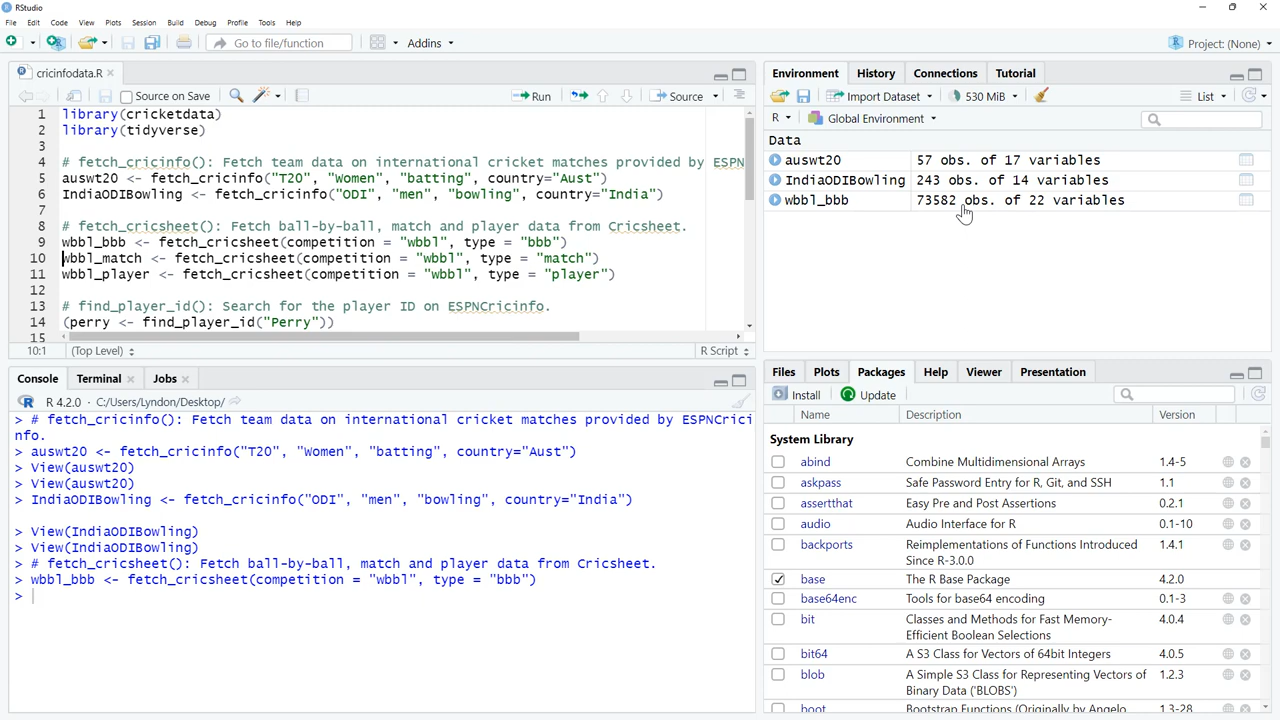 RStudio
File Edit Code View Plots Session Build Debug Profile Tools Help
Go to file/function Addins Project: (None)
cricinfodata.R
Source on Save Run Source
1 library(cricketdata)
2 library(tidyverse)
3
4 # fetch_cricinfo(): Fetch team data on international cricket matches provided by ESPN
5 auswt20 <- fetch_cricinfo("T20", "Women", "batting", country="Aust")
6 IndiaODIBowling <- fetch_cricinfo("ODI", "men", "bowling", country="India")
7
8 # fetch_cricsheet(): Fetch ball-by-ball, match and player data from Cricsheet.
9 wbbl_bbb <- fetch_cricsheet(competition = "wbbl", type = "bbb")
10 wbbl_match <- fetch_cricsheet(competition = "wbbl", type = "match")
11 wbbl_player <- fetch_cricsheet(competition = "wbbl", type = "player")
12
13 # find_player_id(): Search for the player ID on ESPNCricinfo.
14 (perry <- find_player_id("Perry"))
15
10:1 (Top Level) R Script
Console Terminal Jobs
R 4.2.0 · C:/Users/Lyndon/Desktop/
> # fetch_cricinfo(): Fetch team data on international cricket matches provided by ESPNCrici
nfo.
> auswt20 <- fetch_cricinfo("T20", "Women", "batting", country="Aust")
> View(auswt20)
> View(auswt20)
> IndiaODIBowling <- fetch_cricinfo("ODI", "men", "bowling", country="India")
> View(IndiaODIBowling)
> View(IndiaODIBowling)
> # fetch_cricsheet(): Fetch ball-by-ball, match and player data from Cricsheet.
> wbbl_bbb <- fetch_cricsheet(competition = "wbbl", type = "bbb")
>
Environment History Connections Tutorial
Import Dataset 530 MiB List
R Global Environment
Data
auswt20 57 obs. of 17 variables
IndiaODIBowling 243 obs. of 14 variables
wbbl_bbb 73582 obs. of 22 variables
Files Plots Packages Help Viewer Presentation
Install Update
Name Description Version
System Library
abind Combine Multidimensional Arrays 1.4-5
askpass Safe Password Entry for R, Git, and SSH 1.1
assertthat Easy Pre and Post Assertions 0.2.1
audio Audio Interface for R 0.1-10
backports Reimplementations of Functions Introduced 1.4.1
Since R-3.0.0
base The R Base Package 4.2.0
base64enc Tools for base64 encoding 0.1-3
bit Classes and Methods for Fast Memory- 4.0.4
Efficient Boolean Selections
bit64 A S3 Class for Vectors of 64bit Integers 4.0.5
blob A Simple S3 Class for Representing Vectors of 1.2.3
Binary Data ('BLOBS')
boot Bootstrap Functions (Originally by Angelo 1.3-28